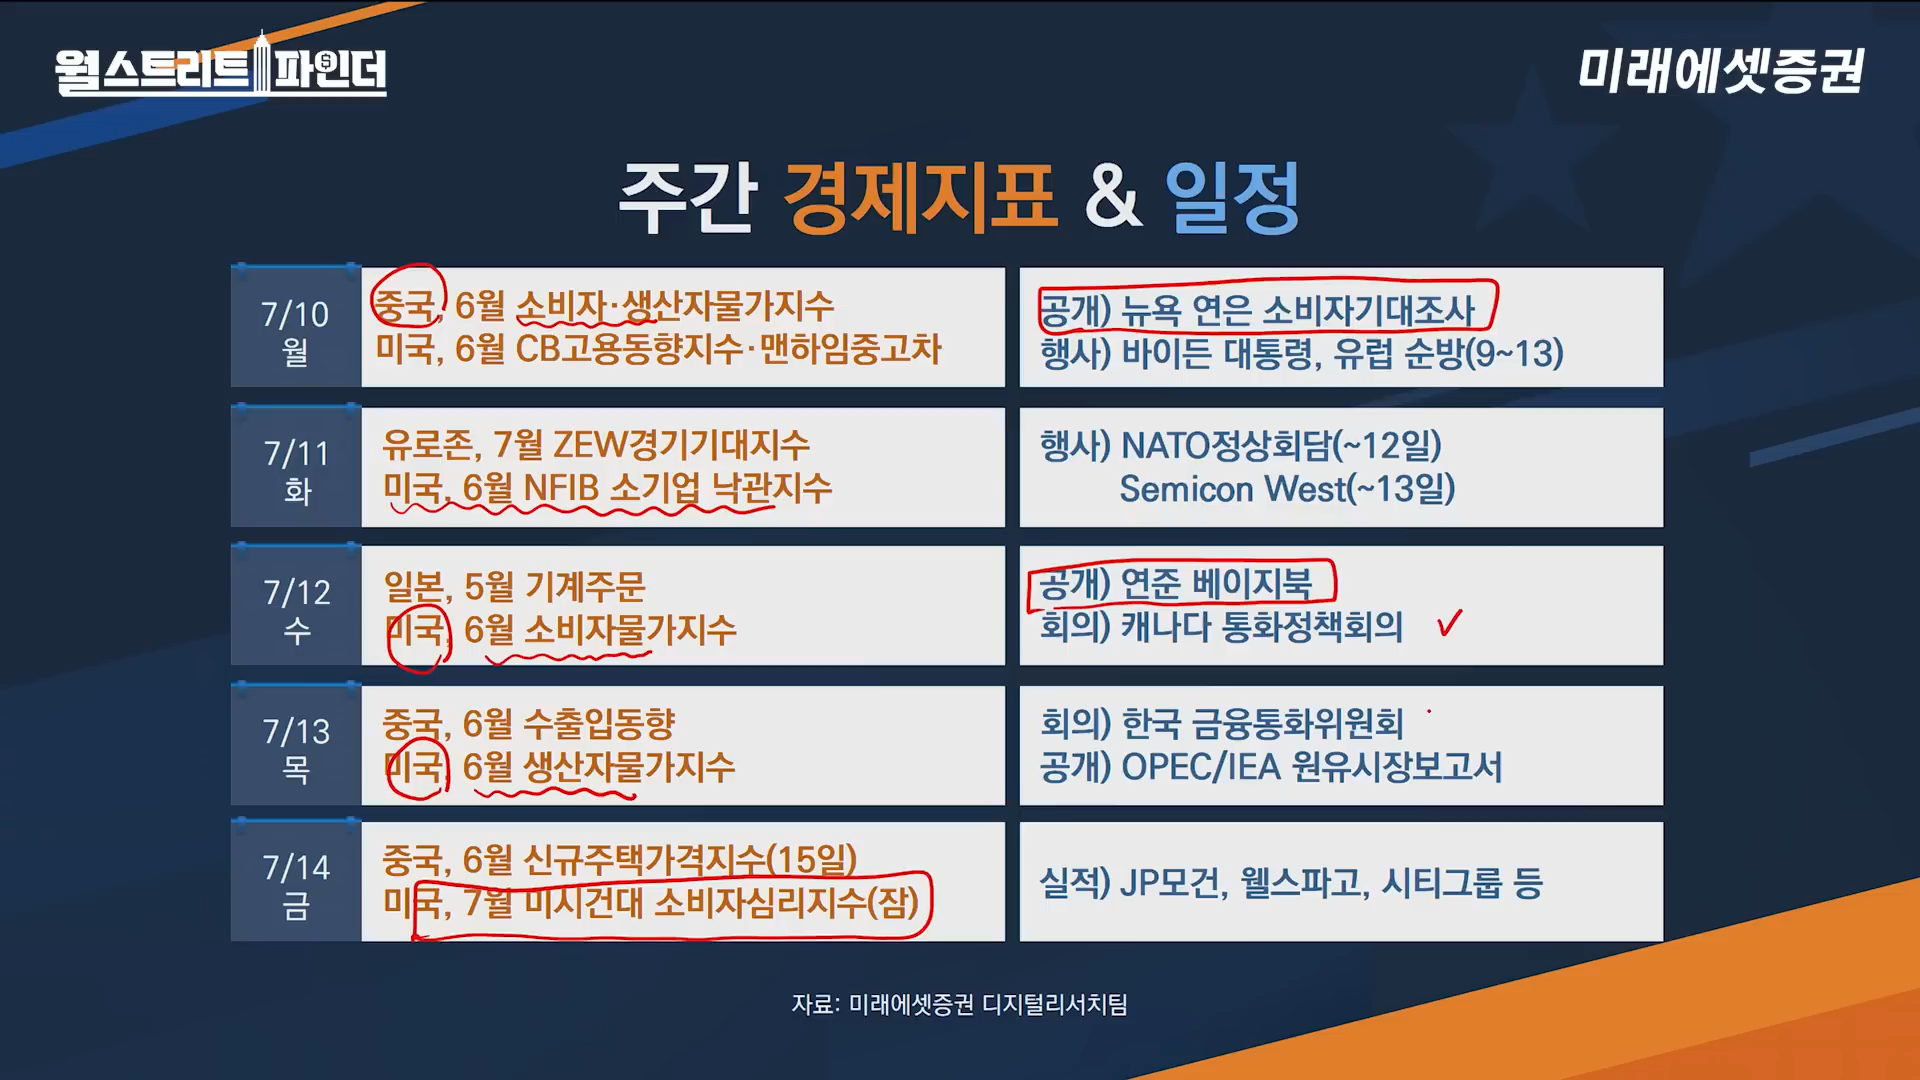 월스트리트 파인더
미래에셋증권
주간 경제지표 & 일정
7/10
월
중국, 6월 소비자·생산자물가지수
미국, 6월 CB고용동향지수·맨하임중고차
공개) 뉴욕 연은 소비자기대조사
행사) 바이든 대통령, 유럽 순방(9~13)
7/11
화
유로존, 7월 ZEW경기기대지수
미국, 6월 NFIB 소기업 낙관지수
행사) NATO정상회담(~12일)
Semicon West(~13일)
7/12
수
일본, 5월 기계주문
미국, 6월 소비자물가지수
공개) 연준 베이지북
회의) 캐나다 통화정책회의
7/13
목
중국, 6월 수출입동향
미국, 6월 생산자물가지수
회의) 한국 금융통화위원회
공개) OPEC/IEA 원유시장보고서
7/14
금
중국, 6월 신규주택가격지수(15일)
미국, 7월 미시건대 소비자심리지수(잠)
실적) JP모건, 웰스파고, 시티그룹 등
자료: 미래에셋증권 디지털리서치팀